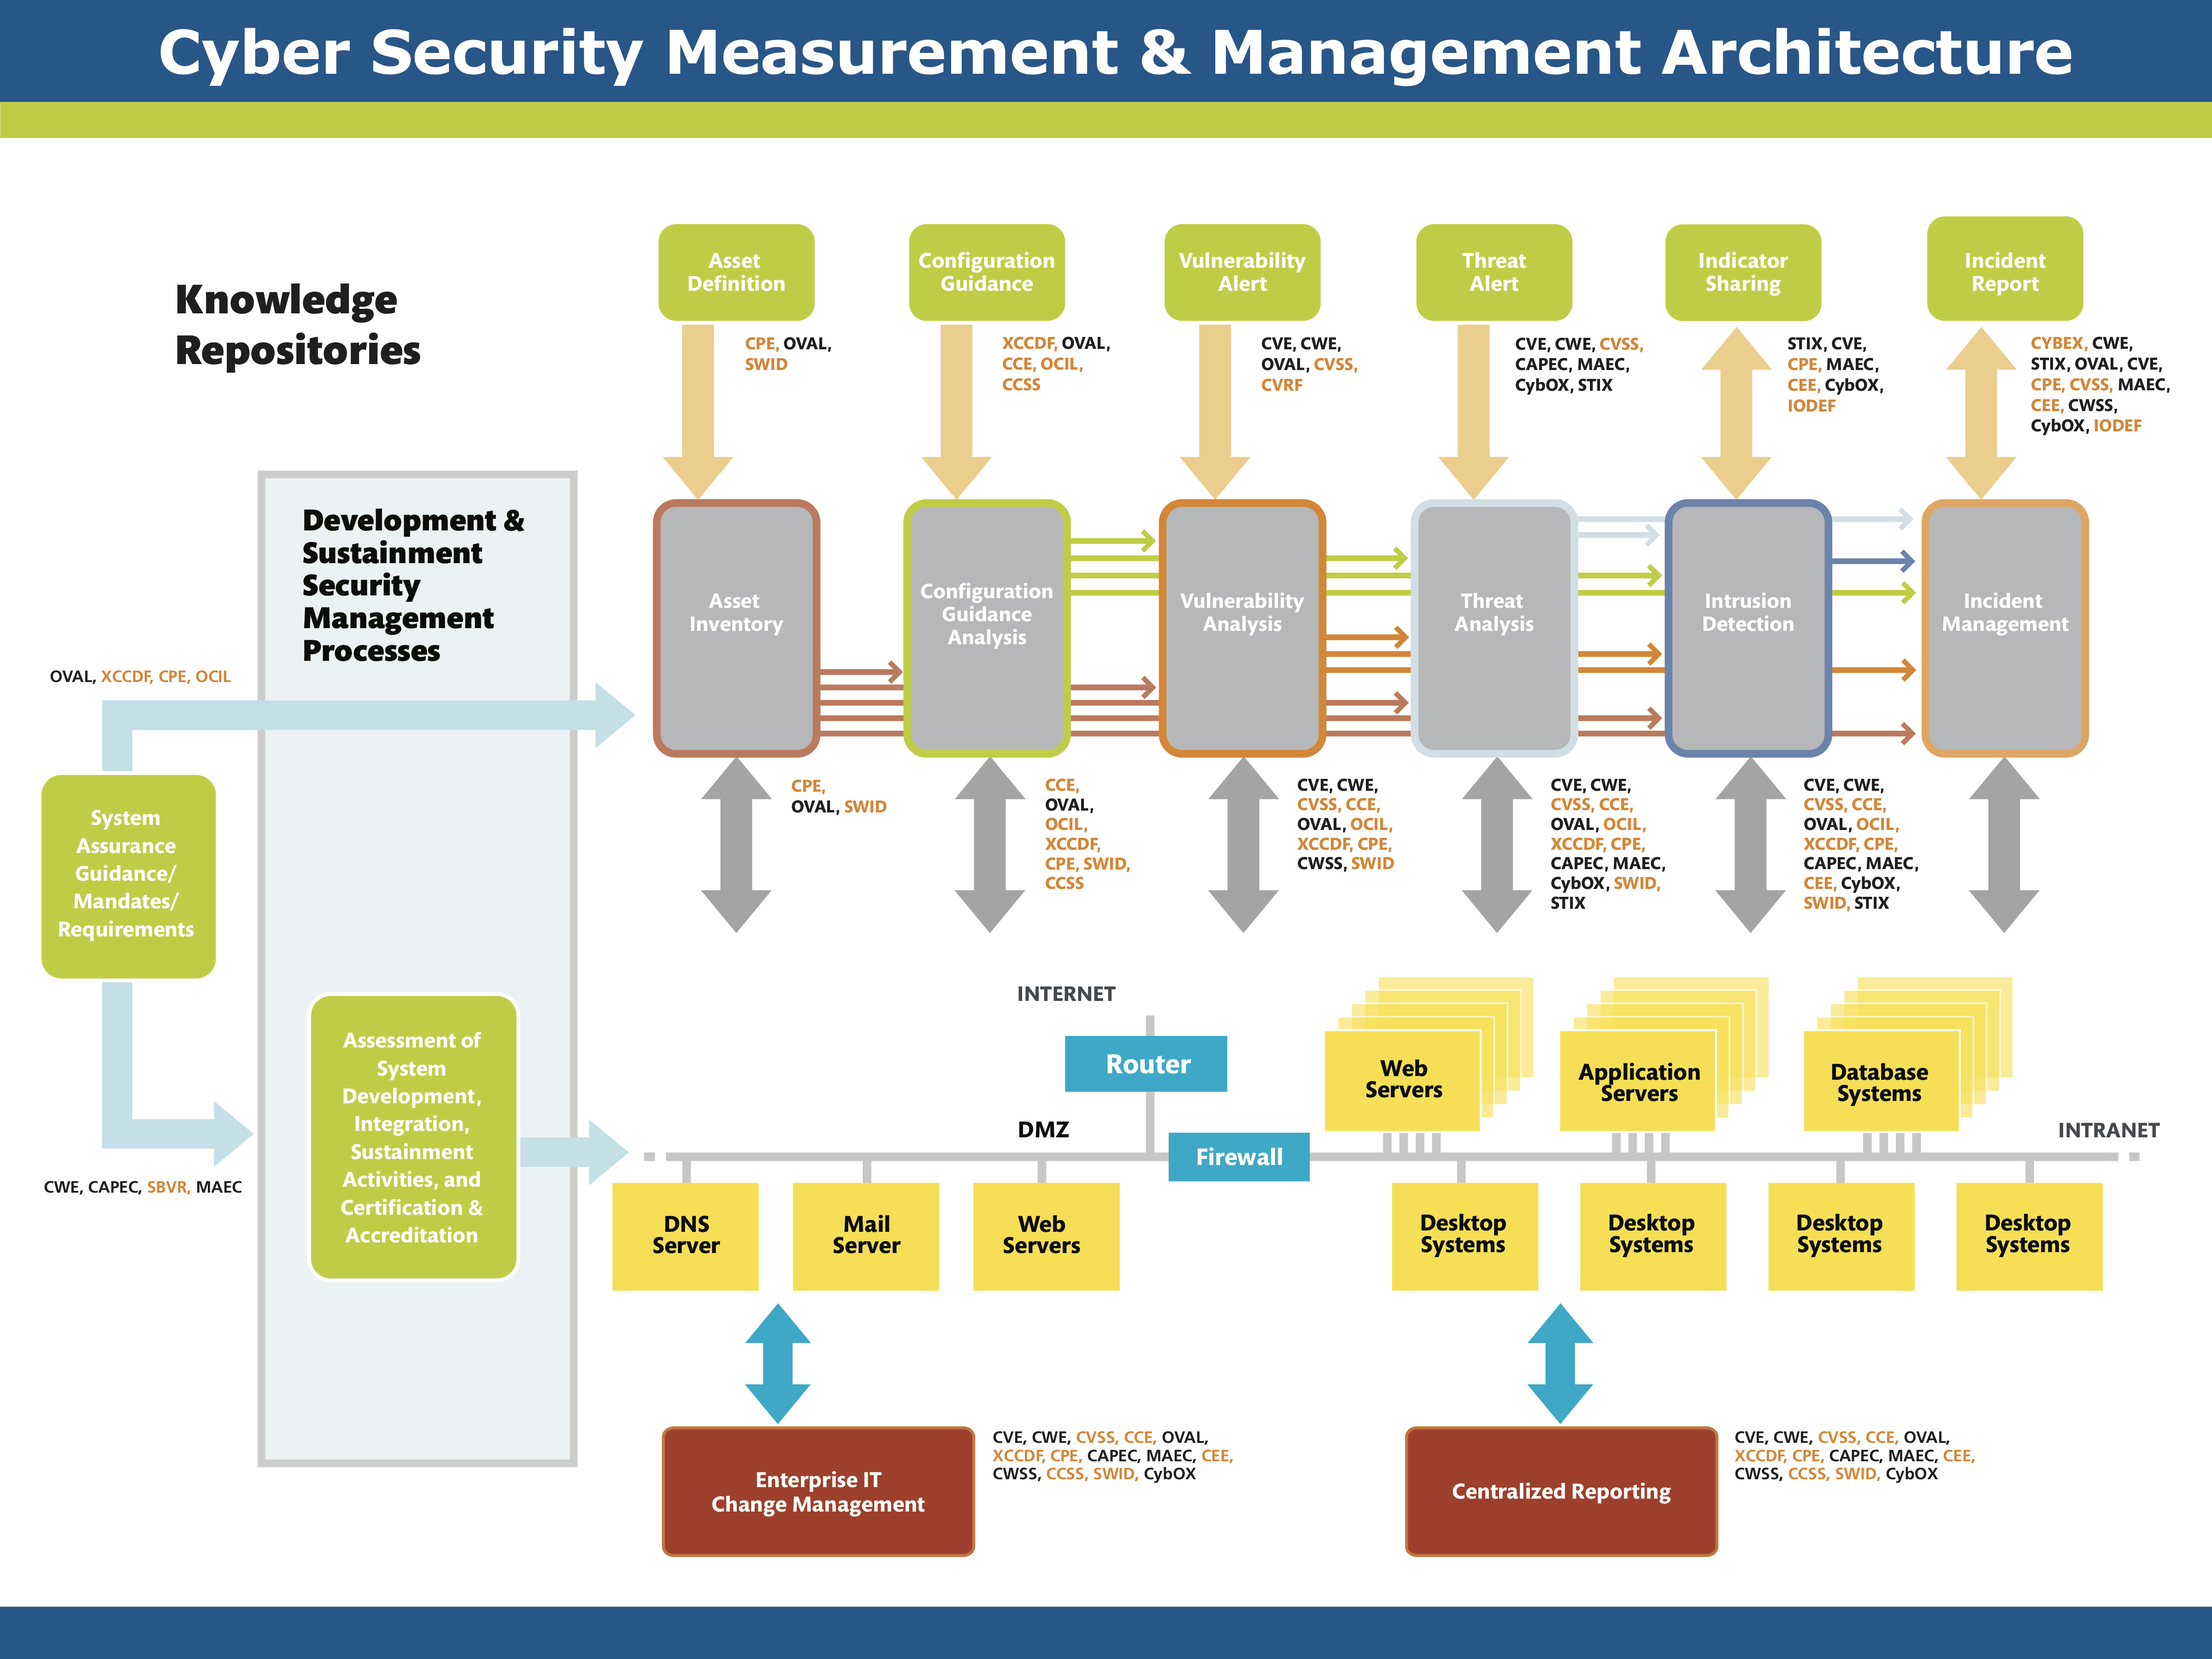 Cyber Security Measurement & Management Architecture
Knowledge
Repositories
Asset
Definition
Configuration
Guidance
Vulnerability
Alert
Threat
Alert
Indicator
Sharing
Incident
Report
CPE, OVAL,
SWID
XCCDF, OVAL,
CCE, OCIL,
CCSS
CVE, CWE,
OVAL, CVSS,
CVRF
CVE, CWE, CVSS,
CAPEC, MAEC,
CybOX, STIX
STIX, CVE,
CPE, MAEC,
CEE, CybOX,
IODEF
CYBEX, CWE,
STIX, OVAL, CVE,
CPE, CVSS, MAEC,
CEE, CWSS,
CybOX, IODEF
Development &
Sustainment
Security
Management
Processes
Asset
Inventory
Configuration
Guidance
Analysis
Vulnerability
Analysis
Threat
Analysis
Intrusion
Detection
Incident
Management
OVAL, XCCDF, CPE, OCIL
System
Assurance
Guidance/
Mandates/
Requirements
CPE,
OVAL, SWID
CCE,
OVAL,
OCIL,
XCCDF,
CPE, SWID,
CCSS
CVE, CWE,
CVSS, CCE,
OVAL, OCIL,
XCCDF, CPE,
CWSS, SWID
CVE, CWE,
CVSS, CCE,
OVAL, OCIL,
XCCDF, CPE,
CAPEC, MAEC,
CybOX, SWID,
STIX
CVE, CWE,
CVSS, CCE,
OVAL, OCIL,
XCCDF, CPE,
CAPEC, MAEC,
CEE, CybOX,
SWID, STIX
CWE, CAPEC, SBVR, MAEC
Assessment of
System
Development,
Integration,
Sustainment
Activities, and
Certification &
Accreditation
INTERNET
Router
DMZ
Firewall
Web
Servers
Application
Servers
Database
Systems
INTRANET
DNS
Server
Mail
Server
Web
Servers
Desktop
Systems
Desktop
Systems
Desktop
Systems
Desktop
Systems
Enterprise IT
Change Management
CVE, CWE, CVSS, CCE, OVAL,
XCCDF, CPE, CAPEC, MAEC, CEE,
CWSS, CCSS, SWID, CybOX
Centralized Reporting
CVE, CWE, CVSS, CCE, OVAL,
XCCDF, CPE, CAPEC, MAEC, CEE,
CWSS, CCSS, SWID, CybOX